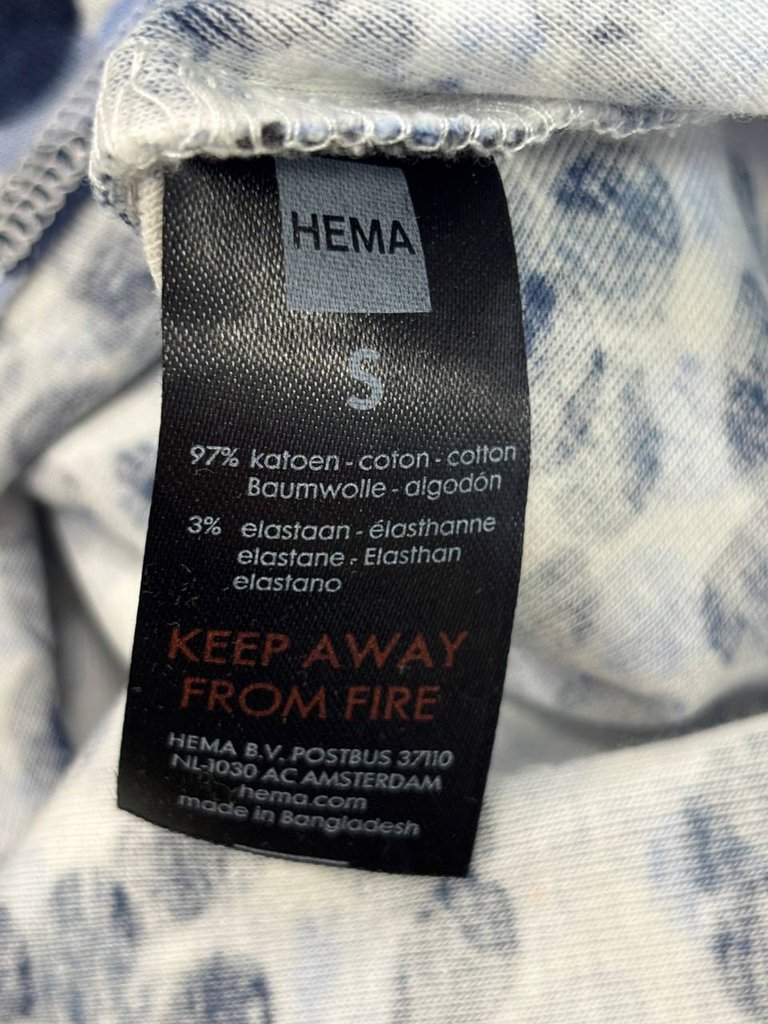 HEMA
S
97% katoen - coton - cotton
Baumwolle - algodón
3% elastaan - élasthanne
elastane - Elasthan
elastano
KEEP AWAY
FROM FIRE
HEMA B.V. POSTBUS 37110
NL-1030 AC AMSTERDAM
hema.com
made in Bangladesh